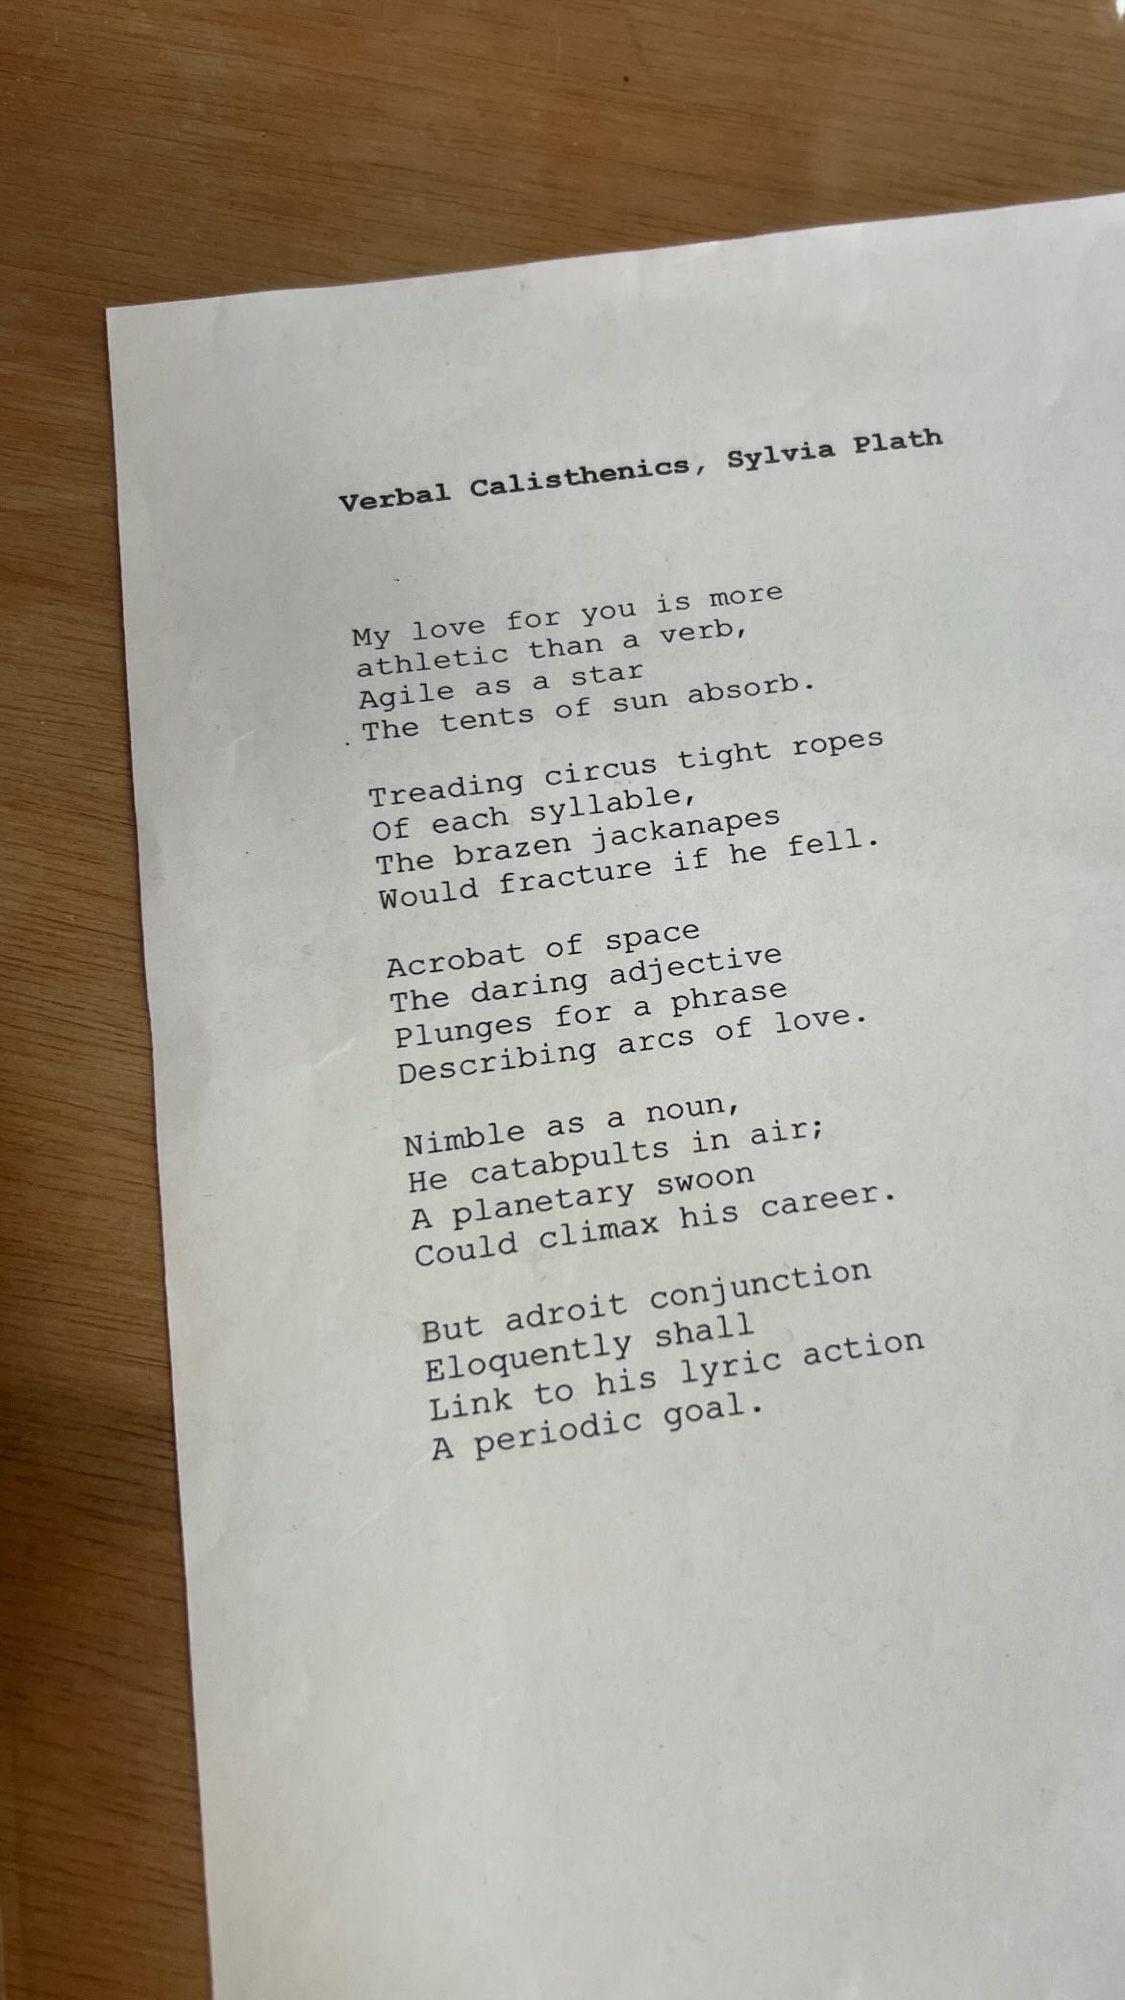 Verbal Calisthenics, Sylvia Plath
My love for you is more
athletic than a verb,
Agile as a star
The tents of sun absorb.
Treading circus tight ropes
Of each syllable,
The brazen jackanapes
Would fracture if he fell.
Acrobat of space
The daring adjective
Plunges for a phrase
Describing arcs of love.
Nimble as a noun,
He catabpults in air;
A planetary swoon
Could climax his career.
But adroit conjunction
Eloquently shall
Link to his lyric action
A periodic goal.